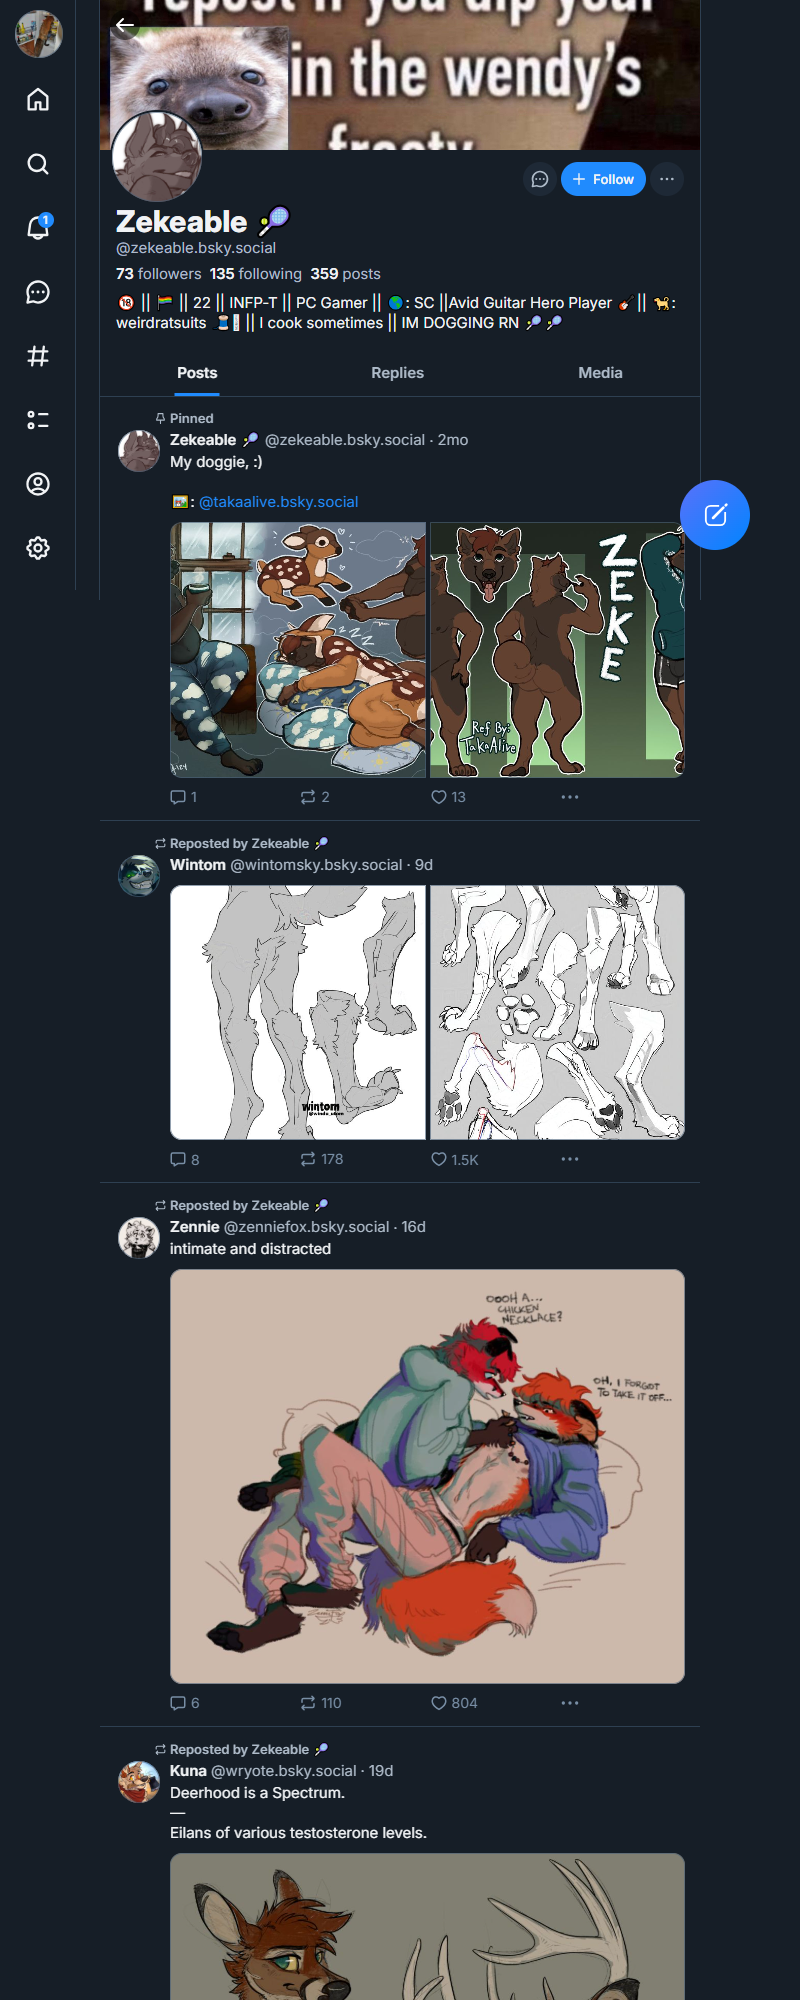 repost if you dip your
in the wendy's
frosty
Follow
Zekeable 🎾
@zekeable.bsky.social
73 followers 135 following 359 posts
🔞 || 🏳️‍🌈 || 22 || INFP-T || PC Gamer || 🌎: SC ||Avid Guitar Hero Player 🎸|| 🐕:
weirdratsuits 🧵 || I cook sometimes || IM DOGGING RN 🎾 🎾
Posts Replies Media
Pinned
Zekeable @zekeable.bsky.social · 2mo
My doggie, :)
🖼️: @takaalive.bsky.social
ZZZ
ZEKE
Ref By:
TakaAlive
1 2 13
Reposted by Zekeable
Wintom @wintomsky.bsky.social · 9d
wintom
8 178 1.5K
Reposted by Zekeable
Zennie @zenniefox.bsky.social · 16d
intimate and distracted
OOOH A...
CHICKEN
NECKLACE?
OH, I FORGOT
TO TAKE IT OFF...
6 110 804
Reposted by Zekeable
Kuna @wryote.bsky.social · 19d
Deerhood is a Spectrum.
—
Eilans of various testosterone levels.